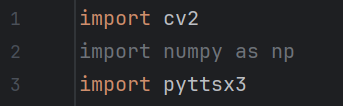 1 import cv2
2 import numpy as np
3 import pyttsx3